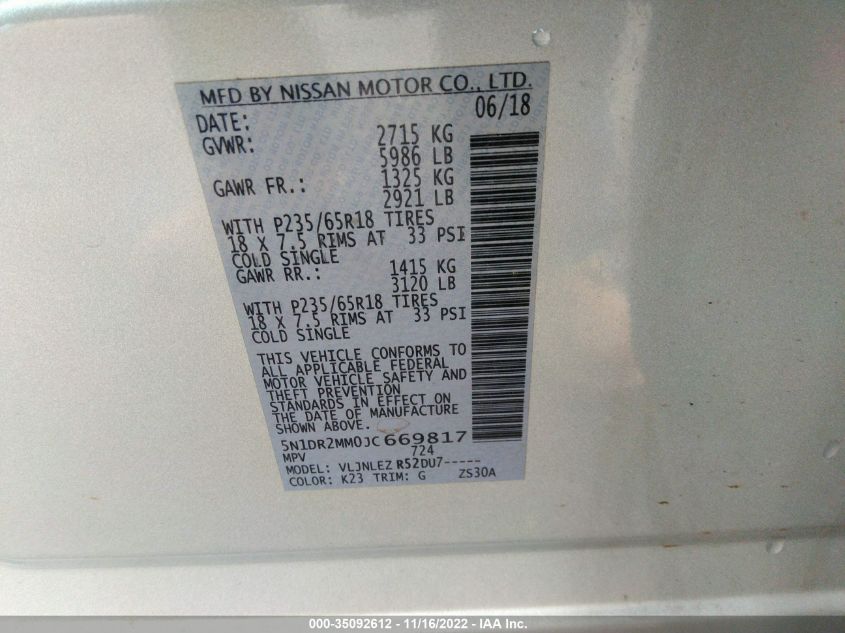 MFD BY NISSAN MOTOR CO., LTD.
DATE: 06/18
GVWR: 2715 KG
5986 LB
GAWR FR.: 1325 KG
2921 LB
WITH P235/65R18 TIRES
18 X 7.5 RIMS AT 33 PSI
COLD SINGLE
GAWR RR.: 1415 KG
3120 LB
WITH P235/65R18 TIRES
18 X 7.5 RIMS AT 33 PSI
COLD SINGLE
THIS VEHICLE CONFORMS TO
ALL APPLICABLE FEDERAL
MOTOR VEHICLE SAFETY AND
THEFT PREVENTION
STANDARDS IN EFFECT ON
THE DATE OF MANUFACTURE
SHOWN ABOVE.
5N1DR2MM0JC669817
MPV 724
MODEL: VLJNLEZ R52DU7-----
COLOR: K23 TRIM: G ZS30A
000-35092612 - 11/16/2022 - IAA Inc.